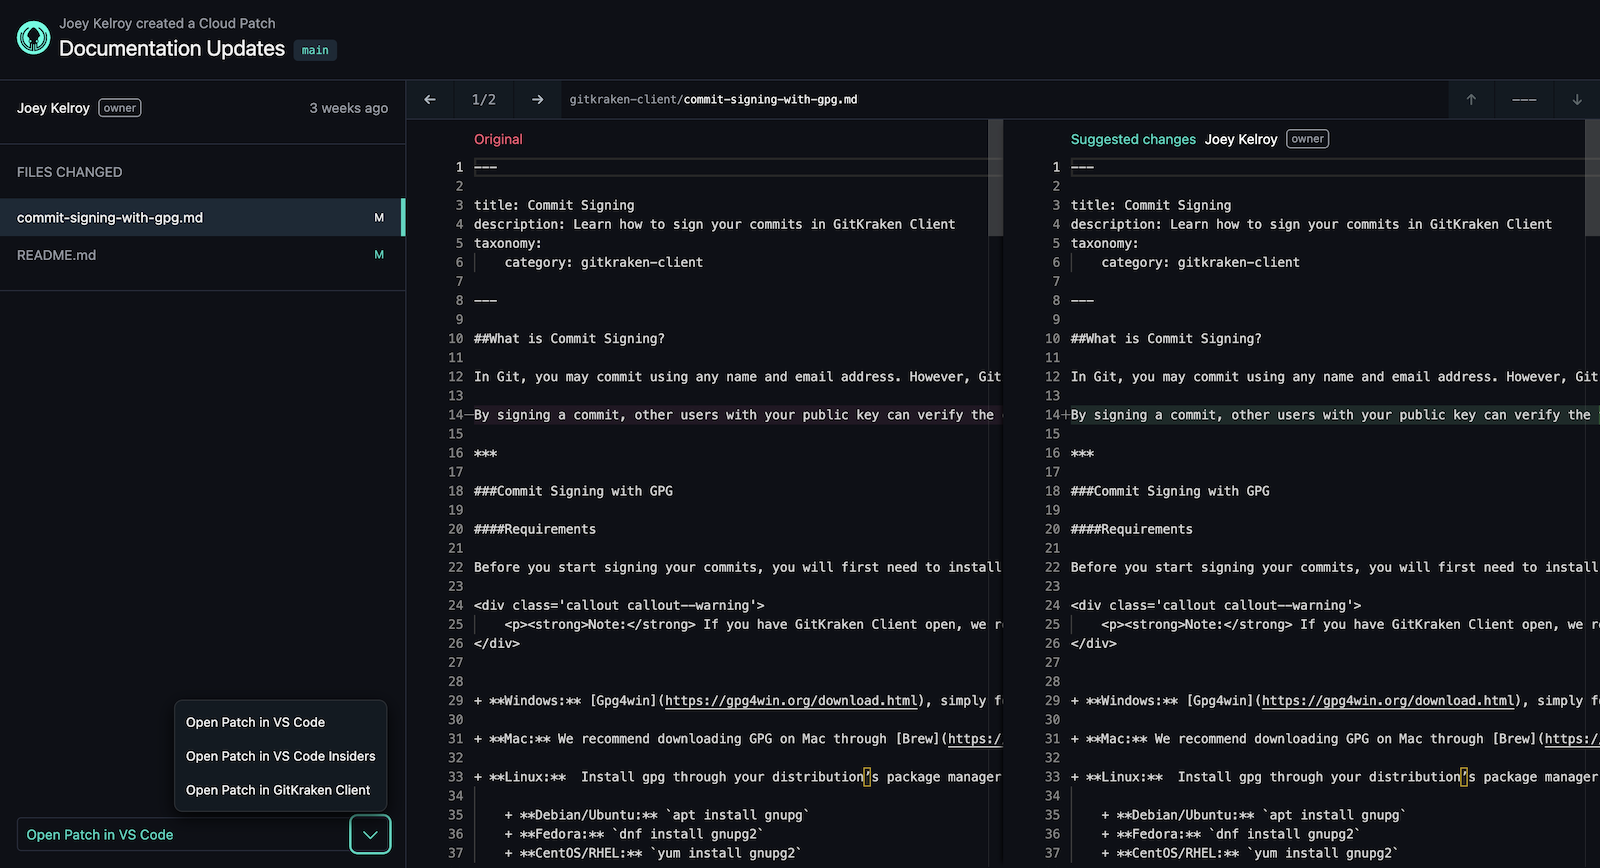 Joey Kelroy created a Cloud Patch
Documentation Updates main
Joey Kelroy owner 3 weeks ago
FILES CHANGED
commit-signing-with-gpg.md M
README.md M
Open Patch in VS Code
Open Patch in VS Code Insiders
Open Patch in GitKraken Client
Open Patch in VS Code
← 1/2 → gitkraken-client/commit-signing-with-gpg.md
Original
1 ---
2
3 title: Commit Signing
4 description: Learn how to sign your commits in GitKraken Client
5 taxonomy:
6     category: gitkraken-client
7
8 ---
9
10 ##What is Commit Signing?
11
12 In Git, you may commit using any name and email address. However, Git
13
14—By signing a commit, other users with your public key can verify the
15
16 ***
17
18 ###Commit Signing with GPG
19
20 ####Requirements
21
22 Before you start signing your commits, you will first need to install
23
24 <div class='callout callout--warning'>
25     <p><strong>Note:</strong> If you have GitKraken Client open, we
26 </div>
27
28
29 + **Windows:** [Gpg4win](https://gpg4win.org/download.html), simply
30
31 + **Mac:** We recommend downloading GPG on Mac through [Brew](https:/
32
33 + **Linux:**  Install gpg through your distribution’s package manager
34
35     + **Debian/Ubuntu:** `apt install gnupg`
36     + **Fedora:** `dnf install gnupg2`
37     + **CentOS/RHEL:** `yum install gnupg2`
Suggested changes Joey Kelroy owner
1 ---
2
3 title: Commit Signing
4 description: Learn how to sign your commits in GitKraken Client
5 taxonomy:
6     category: gitkraken-client
7
8 ---
9
10 ##What is Commit Signing?
11
12 In Git, you may commit using any name and email address. However, Git
13
14+By signing a commit, other users with your public key can verify the
15
16 ***
17
18 ###Commit Signing with GPG
19
20 ####Requirements
21
22 Before you start signing your commits, you will first need to install
23
24 <div class='callout callout--warning'>
25     <p><strong>Note:</strong> If you have GitKraken Client open, we
26 </div>
27
28
29 + **Windows:** [Gpg4win](https://gpg4win.org/download.html), simply
30
31 + **Mac:** We recommend downloading GPG on Mac through [Brew](https:/
32
33 + **Linux:**  Install gpg through your distribution’s package manager
34
35     + **Debian/Ubuntu:** `apt install gnupg`
36     + **Fedora:** `dnf install gnupg2`
37     + **CentOS/RHEL:** `yum install gnupg2`